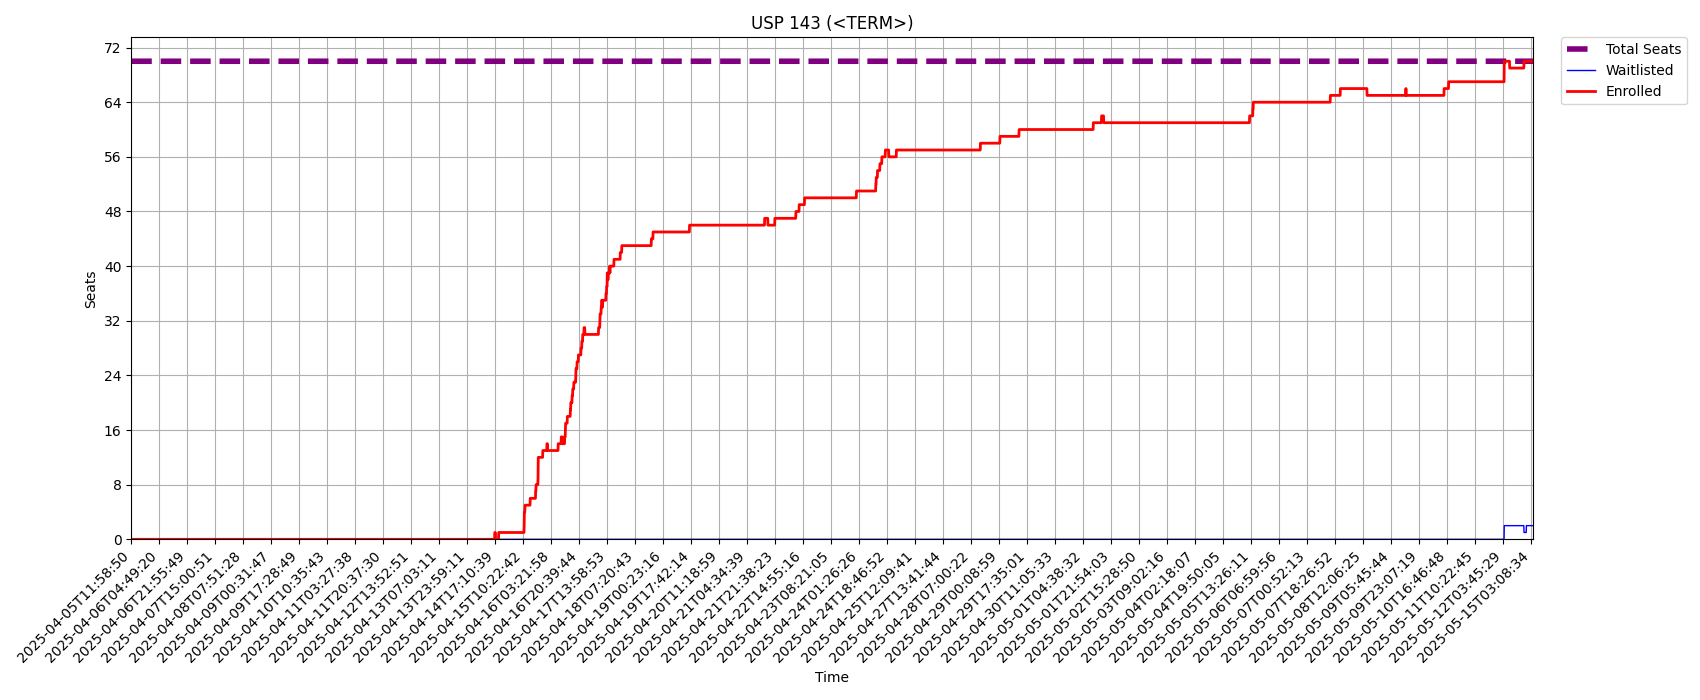 USP 143 (<TERM>)
Total Seats
Waitlisted
Enrolled
72
64
56
48
40
32
24
16
8
0
Seats
2025-04-05T11:58:50
2025-04-06T04:49:20
2025-04-06T21:55:49
2025-04-07T15:00:51
2025-04-08T07:51:28
2025-04-09T00:31:47
2025-04-09T17:28:49
2025-04-10T10:35:43
2025-04-11T03:27:38
2025-04-11T20:37:30
2025-04-12T13:52:51
2025-04-13T07:03:11
2025-04-13T23:59:11
2025-04-14T17:10:39
2025-04-15T10:22:42
2025-04-16T03:21:58
2025-04-16T20:39:44
2025-04-17T13:58:53
2025-04-18T07:20:43
2025-04-19T00:23:16
2025-04-19T17:42:14
2025-04-20T11:18:59
2025-04-21T04:34:39
2025-04-21T21:38:23
2025-04-22T14:55:16
2025-04-23T08:21:05
2025-04-24T01:26:26
2025-04-24T18:46:52
2025-04-25T12:09:41
2025-04-27T13:41:44
2025-04-28T07:00:22
2025-04-29T00:08:59
2025-04-29T17:35:01
2025-04-30T11:05:33
2025-05-01T04:38:32
2025-05-01T21:54:03
2025-05-02T15:28:50
2025-05-03T09:02:16
2025-05-04T02:18:07
2025-05-04T19:50:05
2025-05-05T13:26:11
2025-05-06T06:59:56
2025-05-07T00:52:13
2025-05-07T18:26:52
2025-05-08T12:06:25
2025-05-09T05:45:44
2025-05-09T23:07:19
2025-05-10T16:46:48
2025-05-11T10:22:45
2025-05-12T03:45:29
2025-05-15T03:08:34
Time